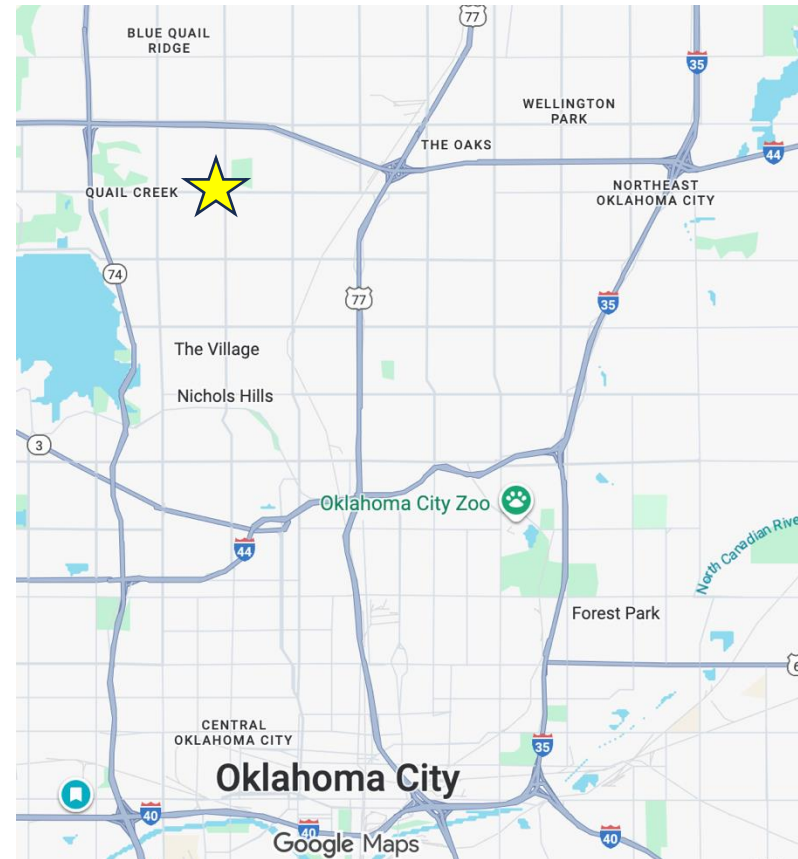 77
BLUE QUAIL
RIDGE
35
WELLINGTON
PARK
THE OAKS
44
QUAIL CREEK
NORTHEAST
OKLAHOMA CITY
74
77
35
The Village
Nichols Hills
3
Oklahoma City Zoo
44
North Canadian Rive
Forest Park
6
CENTRAL
OKLAHOMA CITY
35
Oklahoma City
40
40
40
Google Maps